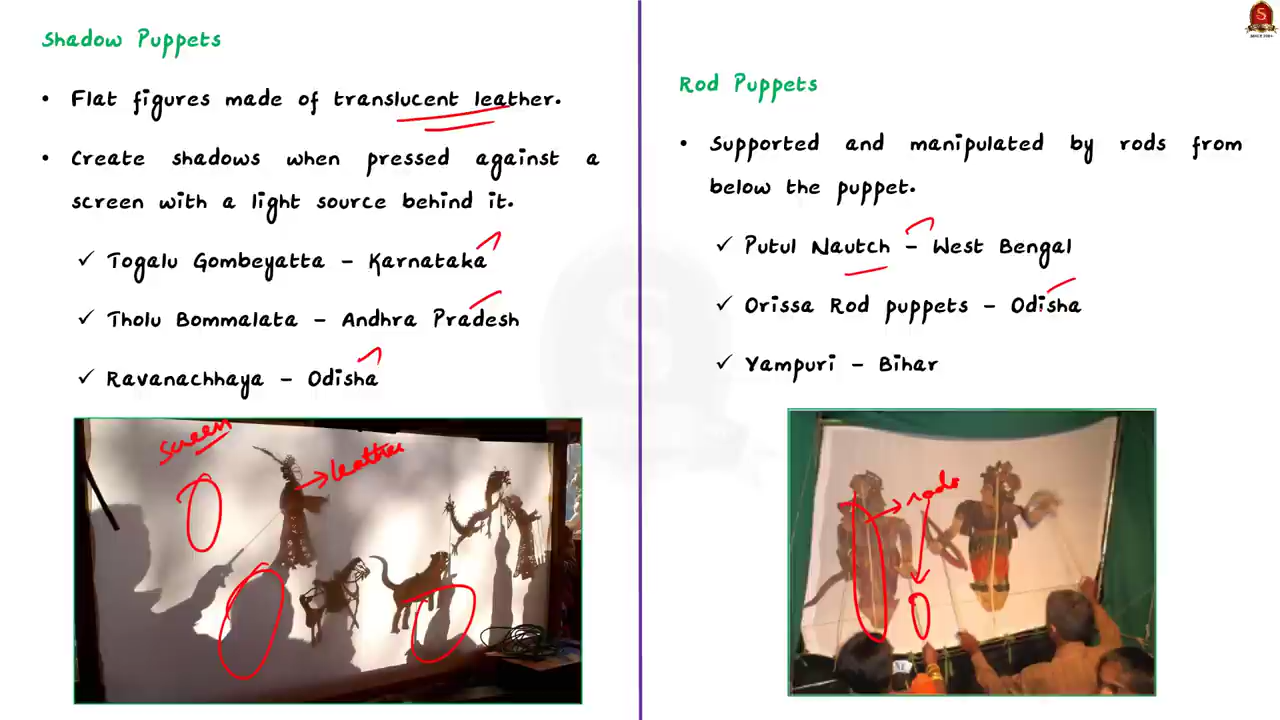 Shadow Puppets
• Flat figures made of translucent leather.
• Create shadows when pressed against a
screen with a light source behind it.
✓ Togalu Gombeyatta – Karnataka
✓ Tholu Bommalata – Andhra Pradesh
✓ Ravanachhaya – Odisha
screen
leather
Rod Puppets
• Supported and manipulated by rods from
below the puppet.
✓ Putul Nautch – West Bengal
✓ Orissa Rod puppets – Odisha
✓ Yampuri – Bihar
rods
S